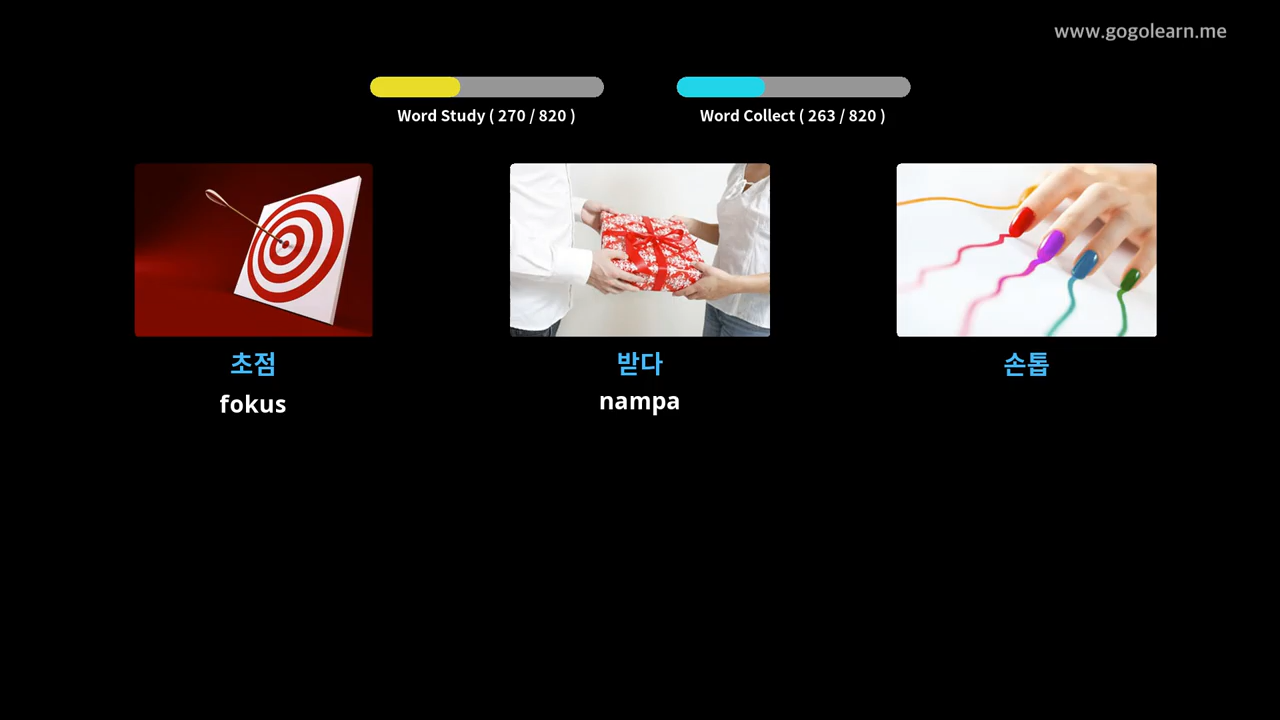 www.gogolearn.me
Word Study ( 270 / 820 )
Word Collect ( 263 / 820 )
초점
fokus
받다
nampa
손톱